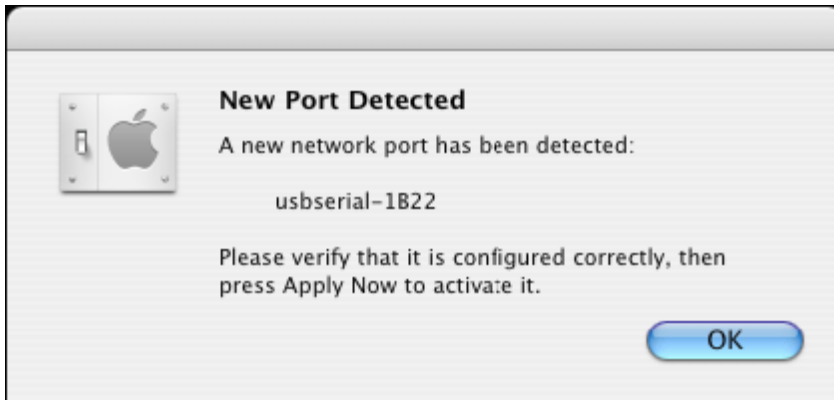 New Port Detected
A new network port has been detected:
usbserial-1B22
Please verify that it is configured correctly, then
press Apply Now to activate it.
OK